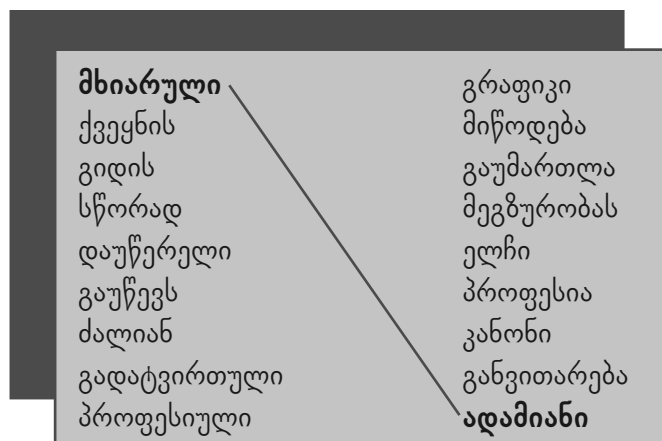 მხიარული გრაფიკი
ქვეყნის მიწოდება
გიდის გაუმართლა
სწორად მეგზურობას
დაუწერელი ელჩი
გაუწევს პროფესია
ძალიან კანონი
გადატვირთული განვითარება
პროფესიული ადამიანი